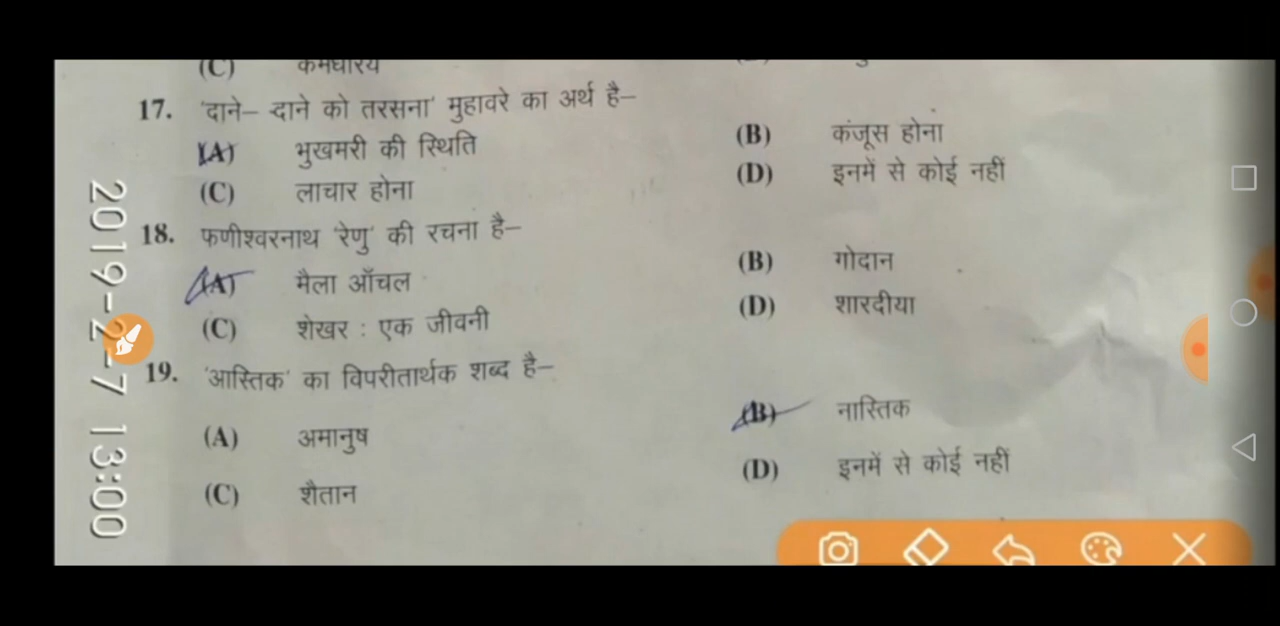 (C) कर्मधारय
17. 'दाने– दाने को तरसना' मुहावरे का अर्थ है–
(A) भुखमरी की स्थिति (B) कंजूस होना
(C) लाचार होना (D) इनमें से कोई नहीं
18. फणीश्वरनाथ 'रेणु' की रचना है–
(A) मैला ऑंचल (B) गोदान
(C) शेखर : एक जीवनी (D) शारदीया
19. 'आस्तिक' का विपरीतार्थक शब्द है–
(A) अमानुष (B) नास्तिक
(C) शैतान (D) इनमें से कोई नहीं
2019-2-7 13:00